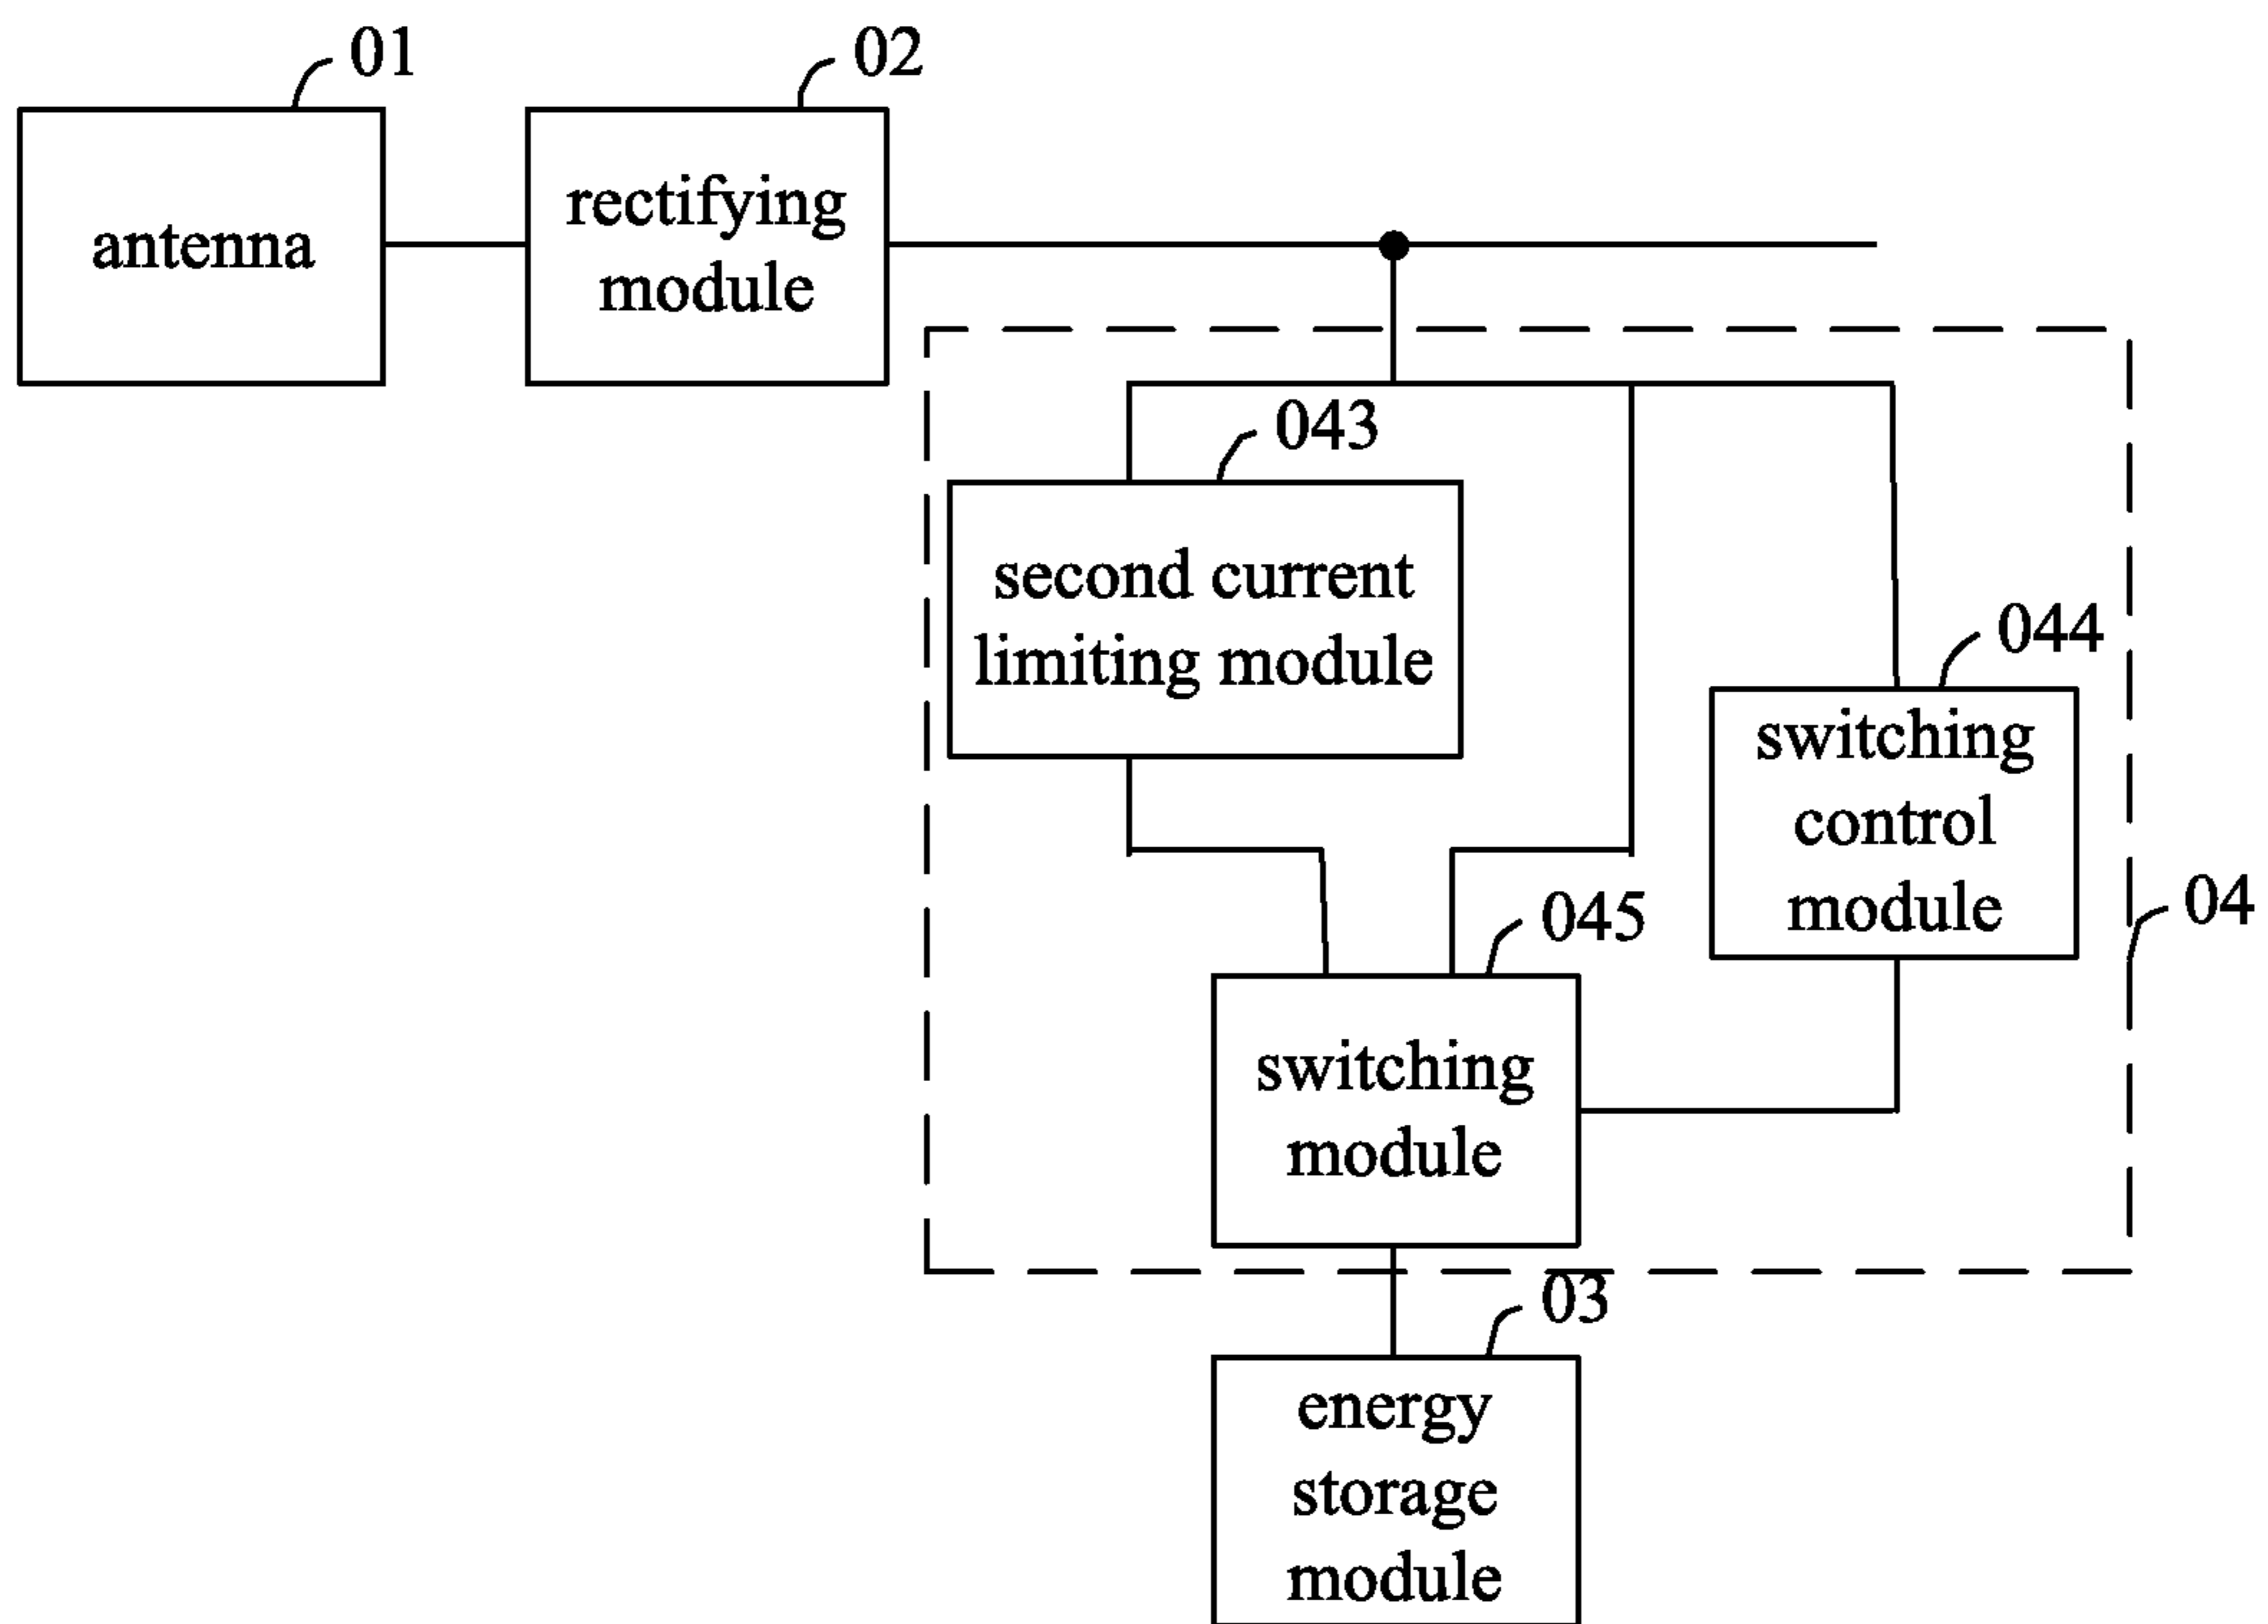 01
02
antenna
rectifying
module
043
second current
limiting module
044
switching
control
module
04
045
switching
module
03
energy
storage
module